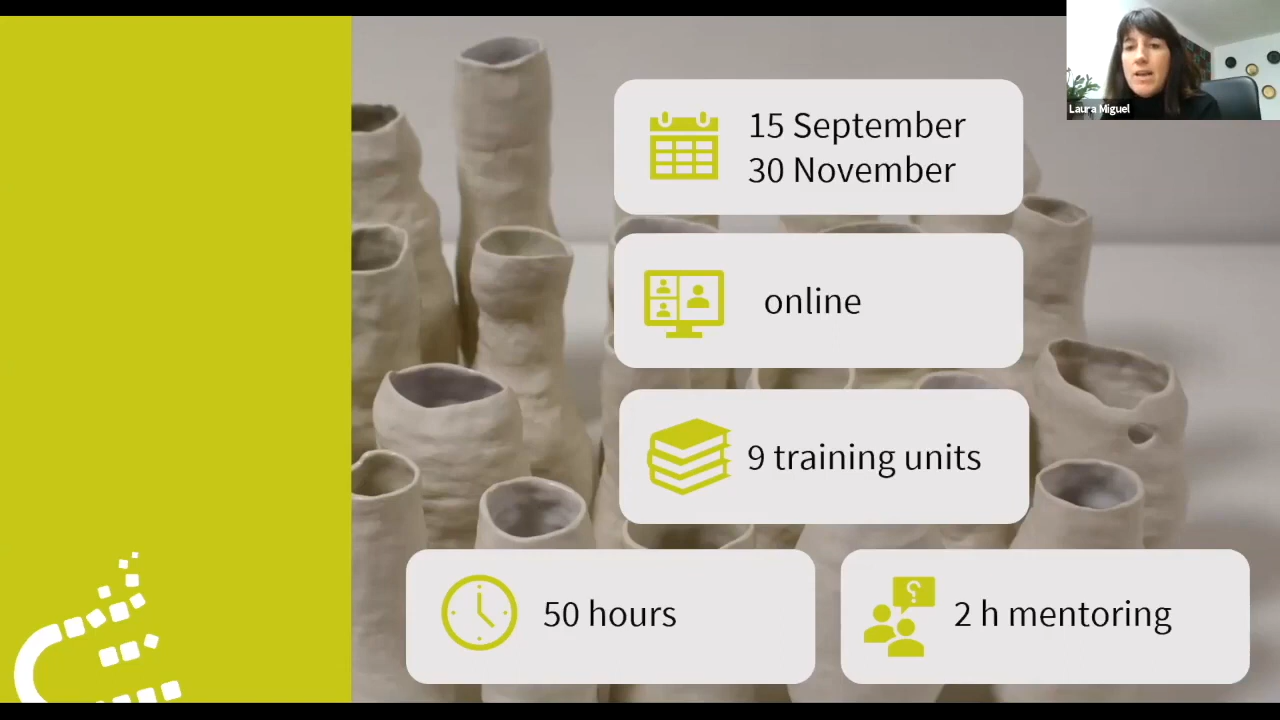 Laura Miguel
15 September
30 November
online
9 training units
50 hours
2 h mentoring